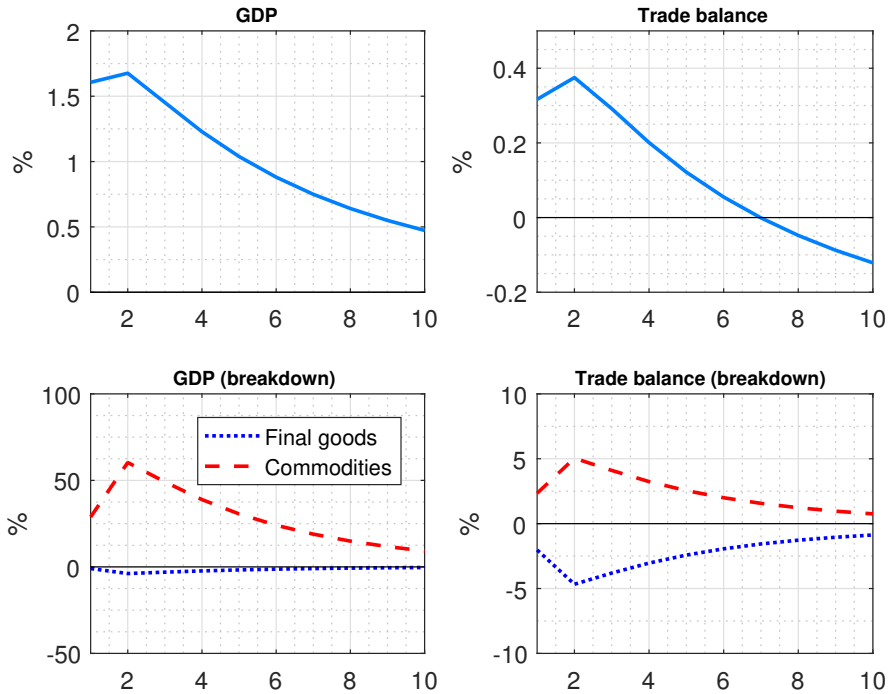 GDP
%
2
1.5
1
0.5
0
2 4 6 8 10
Trade balance
%
0.4
0.2
0
-0.2
2 4 6 8 10
GDP (breakdown)
%
100
50
0
-50
Final goods
Commodities
2 4 6 8 10
Trade balance (breakdown)
%
10
5
0
-5
-10
2 4 6 8 10